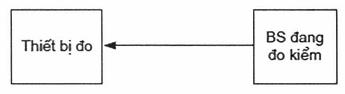 Thiết bị đo
BS đang
đo kiểm